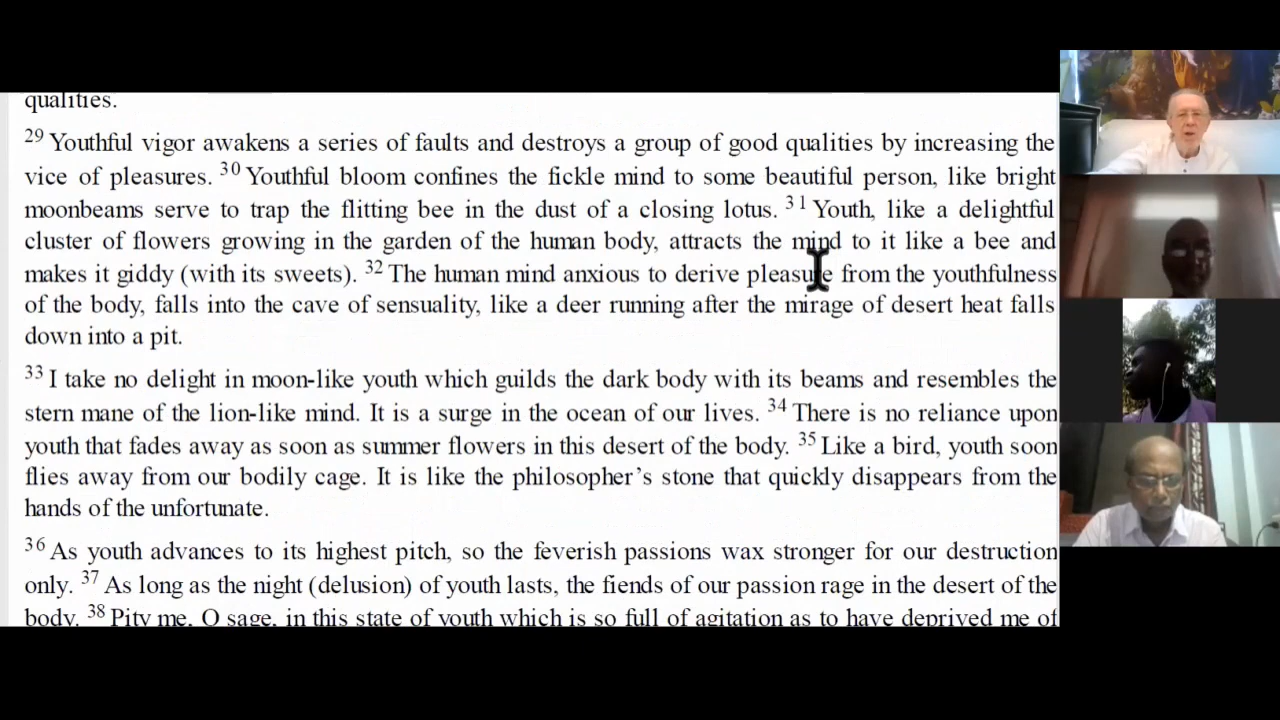 qualities.
29 Youthful vigor awakens a series of faults and destroys a group of good qualities by increasing the
vice of pleasures. 30 Youthful bloom confines the fickle mind to some beautiful person, like bright
moonbeams serve to trap the flitting bee in the dust of a closing lotus. 31 Youth, like a delightful
cluster of flowers growing in the garden of the human body, attracts the mind to it like a bee and
makes it giddy (with its sweets). 32 The human mind anxious to derive pleasure from the youthfulness
of the body, falls into the cave of sensuality, like a deer running after the mirage of desert heat falls
down into a pit.
33 I take no delight in moon-like youth which guilds the dark body with its beams and resembles the
stern mane of the lion-like mind. It is a surge in the ocean of our lives. 34 There is no reliance upon
youth that fades away as soon as summer flowers in this desert of the body. 35 Like a bird, youth soon
flies away from our bodily cage. It is like the philosopher’s stone that quickly disappears from the
hands of the unfortunate.
36 As youth advances to its highest pitch, so the feverish passions wax stronger for our destruction
only. 37 As long as the night (delusion) of youth lasts, the fiends of our passion rage in the desert of the
body. 38 Pity me, O sage, in this state of youth which is so full of agitation as to have deprived me of